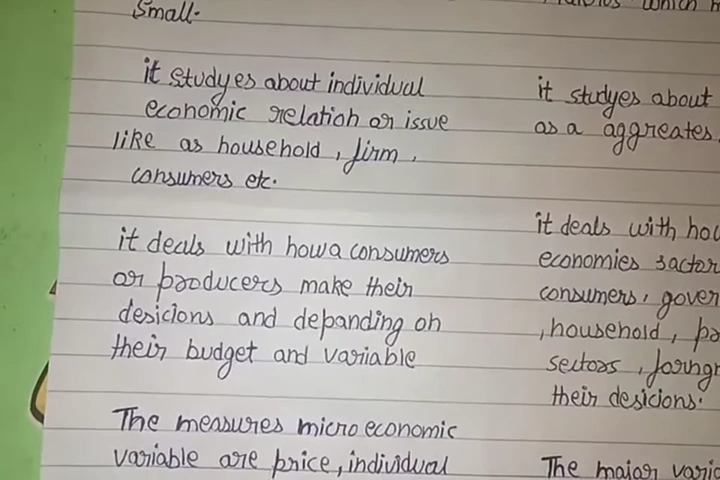 Small.
which
it studyes about individual
economic relation or issue
like as household, firm,
consumers etc.
it studyes about
as a aggreates.
it deals with how a consumers
or producers make their
desicions and depanding on
their budget and variable
it deals with
economies sactor
consumers, gover
, household,
sectors,
their desicions.
The measures micro economic
variable are price, individual
The major